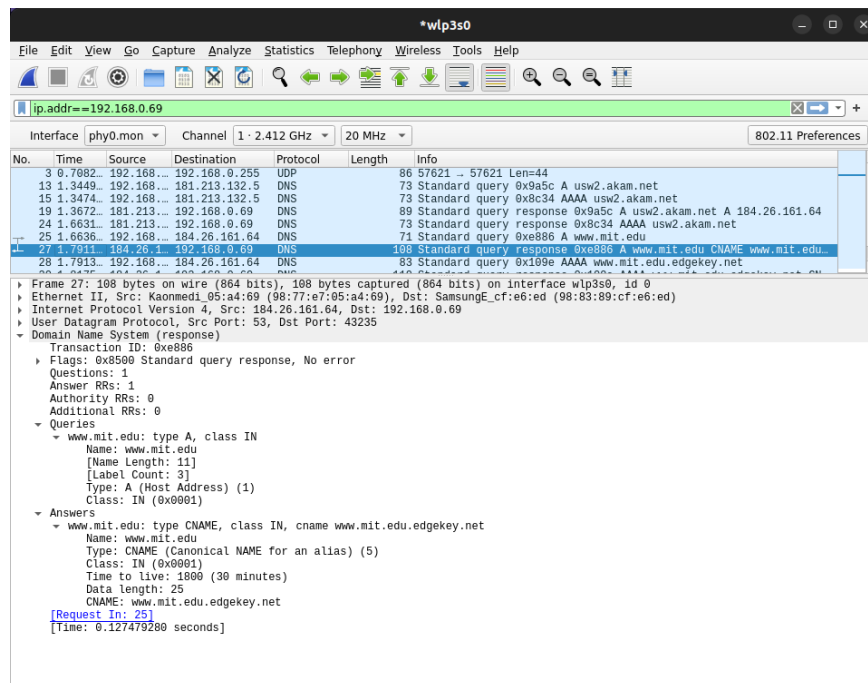 *wlp3s0
File Edit View Go Capture Analyze Statistics Telephony Wireless Tools Help
ip.addr==192.168.0.69
Interface phy0.mon Channel 1 · 2.412 GHz 20 MHz 802.11 Preferences
No. Time Source Destination Protocol Length Info
3 0.7082… 192.168.… 192.168.0.255 UDP 86 57621 → 57621 Len=44
13 1.3449… 192.168.… 181.213.132.5 DNS 73 Standard query 0x9a5c A usw2.akam.net
15 1.3474… 192.168.… 181.213.132.5 DNS 73 Standard query 0x8c34 AAAA usw2.akam.net
19 1.3672… 181.213.… 192.168.0.69 DNS 89 Standard query response 0x9a5c A usw2.akam.net A 184.26.161.64
24 1.6631… 181.213.… 192.168.0.69 DNS 73 Standard query response 0x8c34 AAAA usw2.akam.net
25 1.6636… 192.168.… 184.26.161.64 DNS 71 Standard query 0xe886 A www.mit.edu
27 1.7911… 184.26.1… 192.168.0.69 DNS 108 Standard query response 0xe886 A www.mit.edu CNAME www.mit.edu…
28 1.7913… 192.168.… 184.26.161.64 DNS 83 Standard query 0x109e AAAA www.mit.edu.edgekey.net
Frame 27: 108 bytes on wire (864 bits), 108 bytes captured (864 bits) on interface wlp3s0, id 0
Ethernet II, Src: Kaonmedi_05:a4:69 (98:77:e7:05:a4:69), Dst: SamsungE_cf:e6:ed (98:83:89:cf:e6:ed)
Internet Protocol Version 4, Src: 184.26.161.64, Dst: 192.168.0.69
User Datagram Protocol, Src Port: 53, Dst Port: 43235
Domain Name System (response)
Transaction ID: 0xe886
Flags: 0x8500 Standard query response, No error
Questions: 1
Answer RRs: 1
Authority RRs: 0
Additional RRs: 0
Queries
www.mit.edu: type A, class IN
Name: www.mit.edu
[Name Length: 11]
[Label Count: 3]
Type: A (Host Address) (1)
Class: IN (0x0001)
Answers
www.mit.edu: type CNAME, class IN, cname www.mit.edu.edgekey.net
Name: www.mit.edu
Type: CNAME (Canonical NAME for an alias) (5)
Class: IN (0x0001)
Time to live: 1800 (30 minutes)
Data length: 25
CNAME: www.mit.edu.edgekey.net
[Request In: 25]
[Time: 0.127479280 seconds]